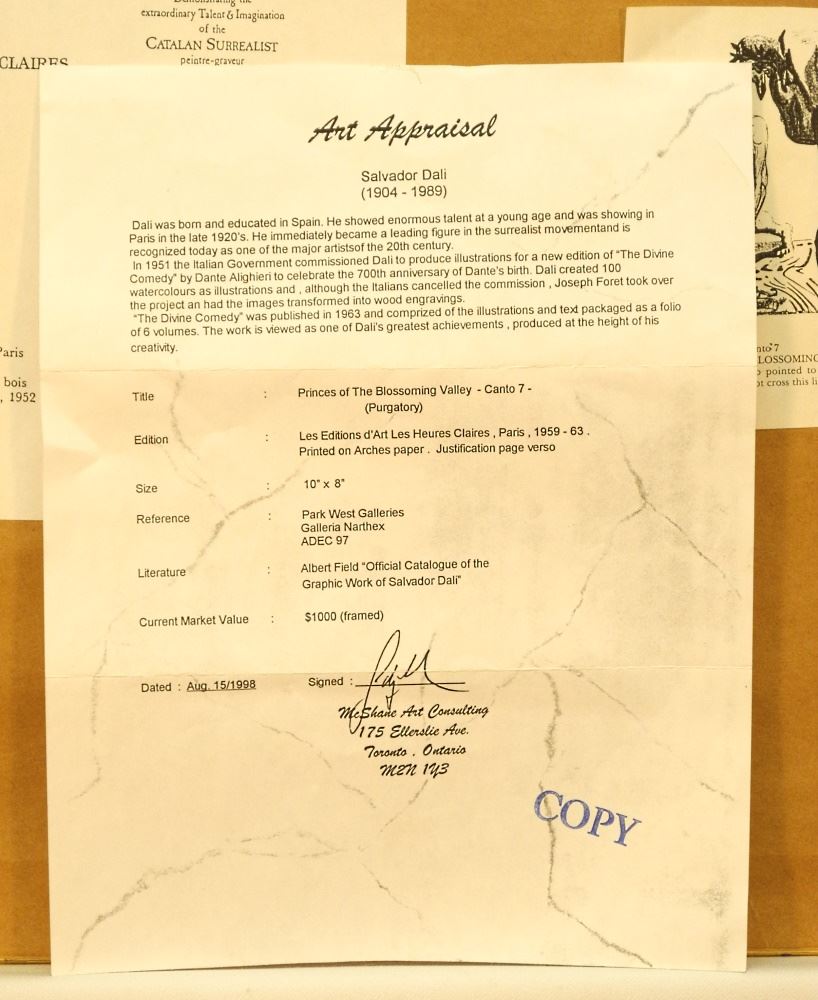 Demonstrating the
extraordinary Talent & Imagination
of the
CATALAN SURREALIST
peintre-graveur
CLAIRES
Art Appraisal
Salvador Dali
(1904 - 1989)
Dali was born and educated in Spain. He showed enormous talent at a young age and was showing in
Paris in the late 1920's. He immediately became a leading figure in the surrealist movementand is
recognized today as one of the major artistsof the 20th century.
In 1951 the Italian Government commissioned Dali to produce illustrations for a new edition of "The Divine
Comedy" by Dante Alighieri to celebrate the 700th anniversary of Dante's birth. Dali created 100
watercolours as illustrations and , although the Italians cancelled the commission , Joseph Foret took over
the project an had the images transformed into wood engravings.
"The Divine Comedy" was published in 1963 and comprized of the illustrations and text packaged as a folio
of 6 volumes. The work is viewed as one of Dali's greatest achievements , produced at the height of his
creativity.
Paris
bois
, 1952
nto 7
LOSSOMING
o pointed to
ot cross this li
Title : Princes of The Blossoming Valley - Canto 7 -
(Purgatory)
Edition : Les Editions d'Art Les Heures Claires , Paris , 1959 - 63 .
Printed on Arches paper . Justification page verso
Size : 10" x 8"
Reference : Park West Galleries
Galleria Narthex
ADEC 97
Literature : Albert Field "Official Catalogue of the
Graphic Work of Salvador Dali"
Current Market Value : $1000 (framed)
Dated : Aug. 15/1998 Signed :
McShane Art Consulting
175 Ellerslie Ave.
Toronto . Ontario
M2N 1Y3
COPY